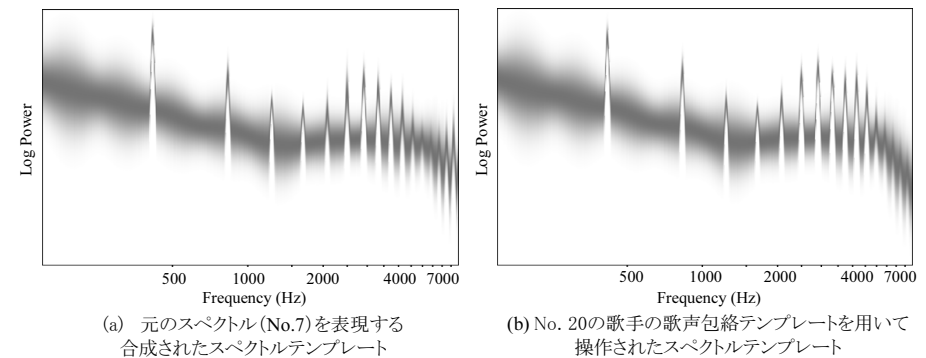 Log Power
500 1000 2000 4000 7000
Frequency (Hz)
(a) 元のスペクトル(No.7)を表現する
合成されたスペクトルテンプレート
Log Power
500 1000 2000 4000 7000
Frequency (Hz)
(b) No. 20の歌手の歌声包絡テンプレートを用いて
操作されたスペクトルテンプレート